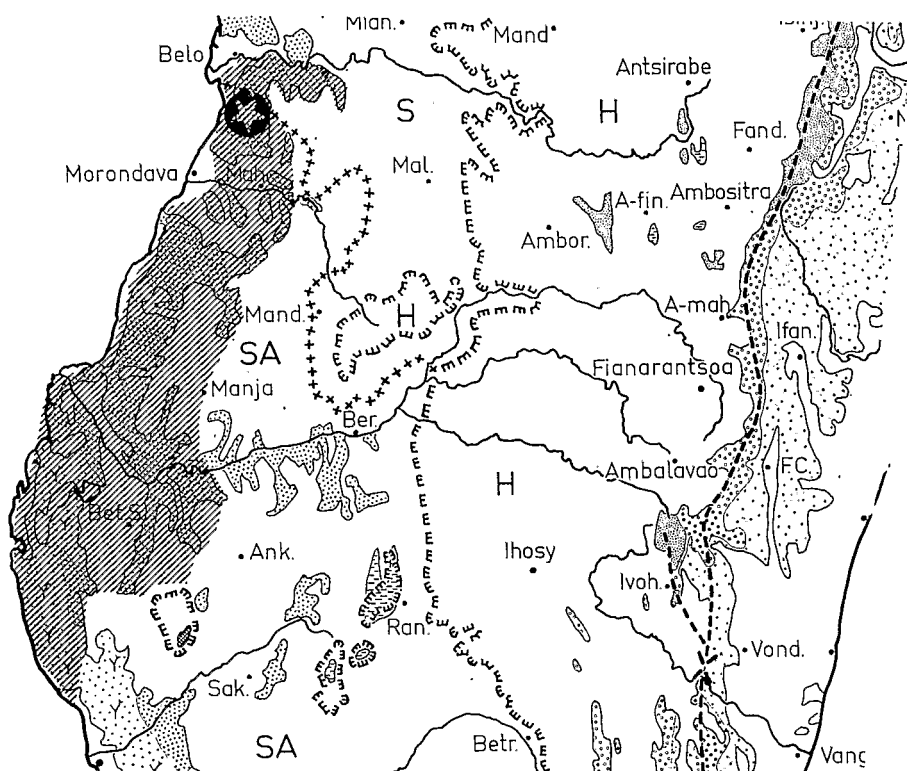 Mian.
Mand
Belo
Antsirabe
S
H
Fand.
N
Morondava
Mah.
Mal.
A-fin.
Ambositra
Ambor.
A-mah.
Mand.
H
Ifan.
SA
Fianarantsoa
Manja
Ber.
Ambalavao
F.C.
H
Bet.S.
Ank.
Ihosy
Ivoh.
Ran.
Vond.
Sak.
SA
Betr.
Vang